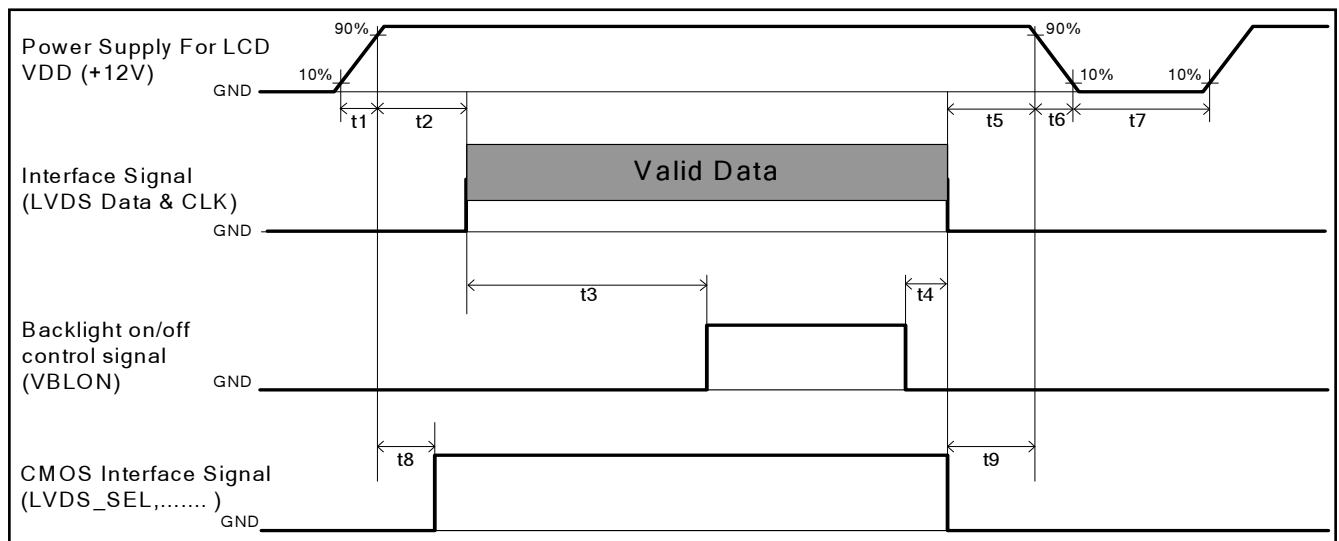 Power Supply For LCD
VDD (+12V)
90%
10%
GND
90%
10%
10%
t1
t2
t5
t6
t7
Interface Signal
(LVDS Data & CLK)
GND
Valid Data
t3
t4
Backlight on/off
control signal
(VBLON)
GND
t8
t9
CMOS Interface Signal
(LVDS_SEL,....... )
GND